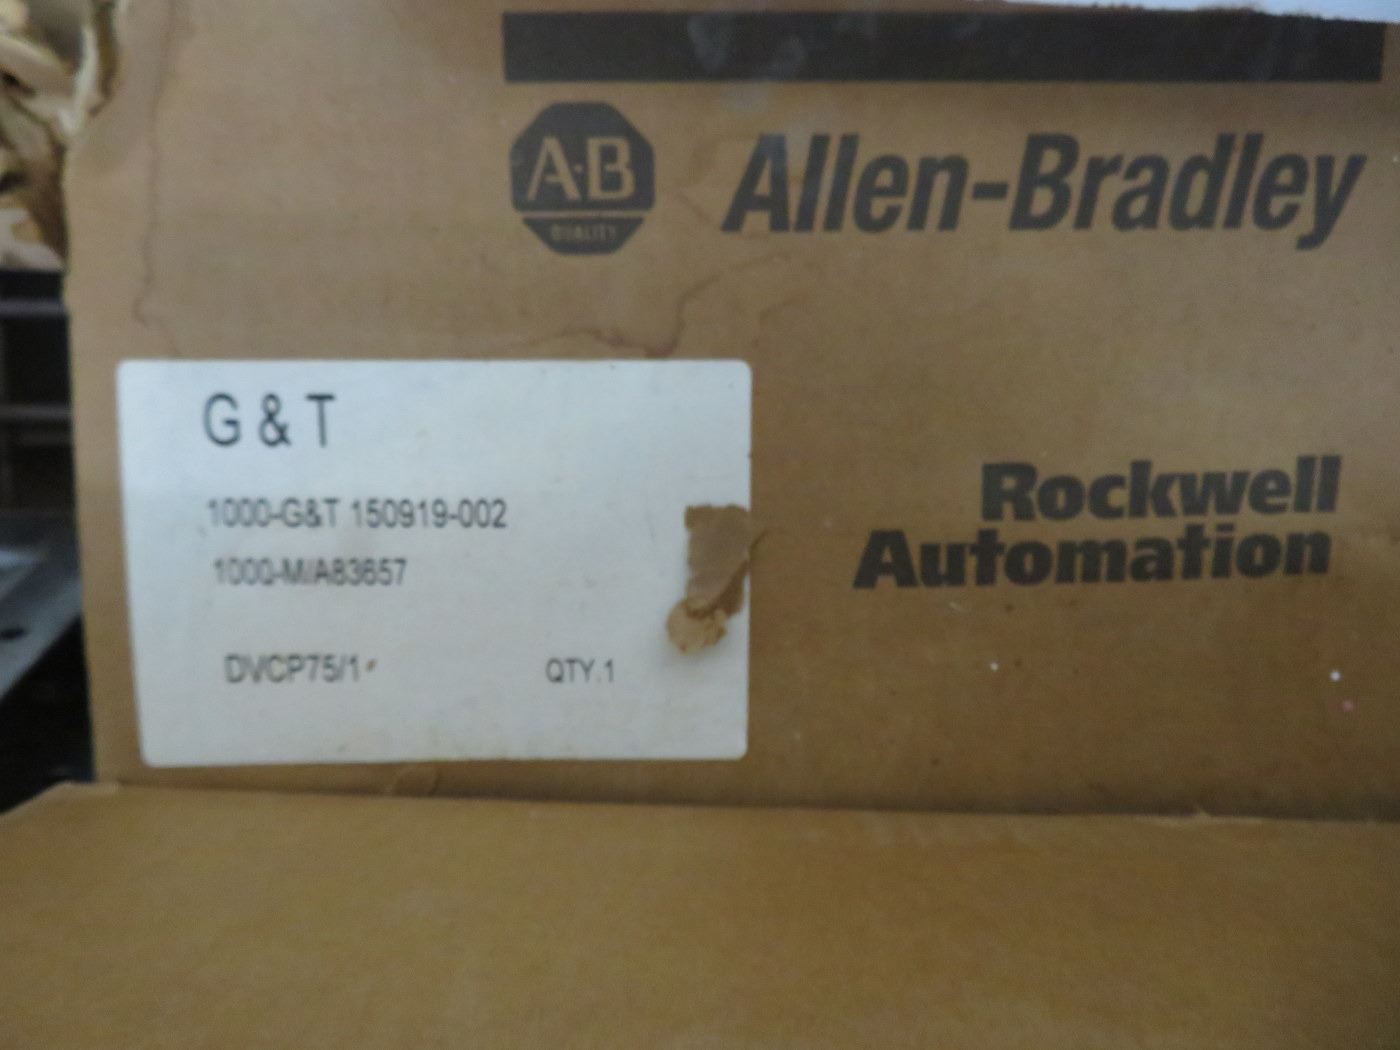 A·B
QUALITY
Allen-Bradley
G & T
1000-G&T 150919-002
1000-M/A83657
DVCP75/1
QTY.1
Rockwell
Automation